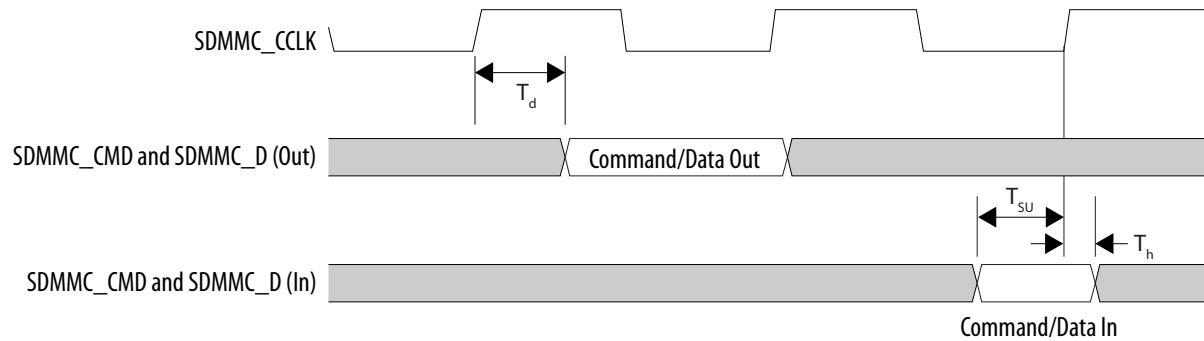 SDMMC_CCLK
T_d
SDMMC_CMD and SDMMC_D (Out)
Command/Data Out
T_SU
T_h
SDMMC_CMD and SDMMC_D (In)
Command/Data In